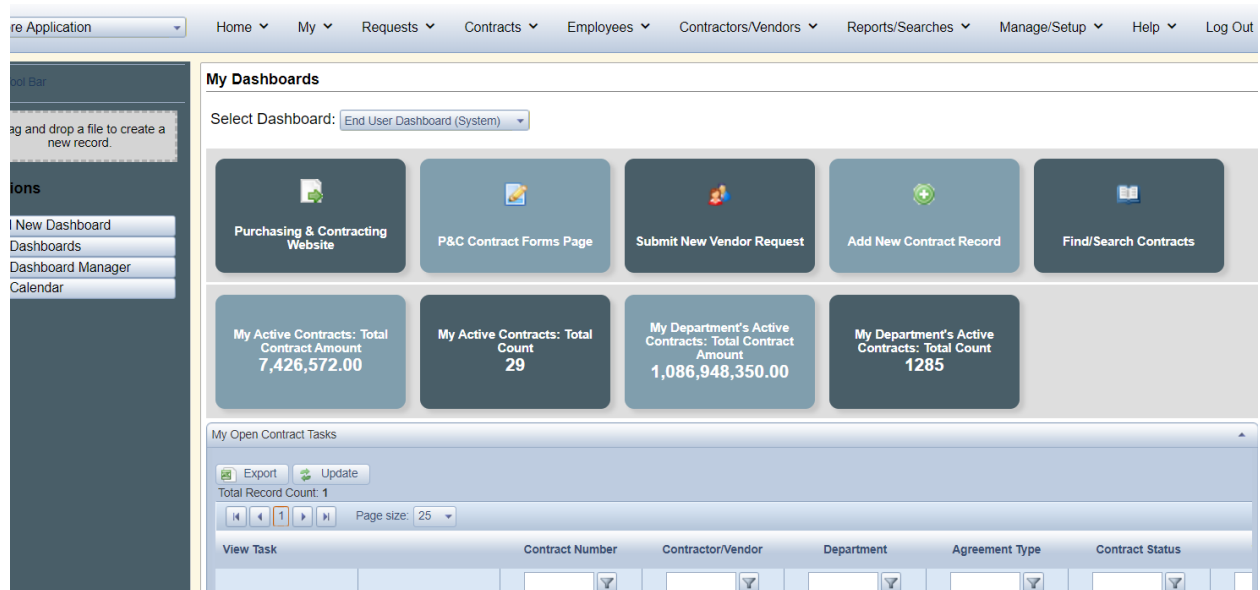 re Application
Home
My
Requests
Contracts
Employees
Contractors/Vendors
Reports/Searches
Manage/Setup
Help
Log Out
ool Bar
ag and drop a file to create a
new record.
ions
l New Dashboard
Dashboards
Dashboard Manager
Calendar
My Dashboards
Select Dashboard:
End User Dashboard (System)
Purchasing & Contracting
Website
P&C Contract Forms Page
Submit New Vendor Request
Add New Contract Record
Find/Search Contracts
My Active Contracts: Total
Contract Amount
7,426,572.00
My Active Contracts: Total
Count
29
My Department's Active
Contracts: Total Contract
Amount
1,086,948,350.00
My Department's Active
Contracts: Total Count
1285
My Open Contract Tasks
Export
Update
Total Record Count: 1
1
Page size: 25
View Task
Contract Number
Contractor/Vendor
Department
Agreement Type
Contract Status